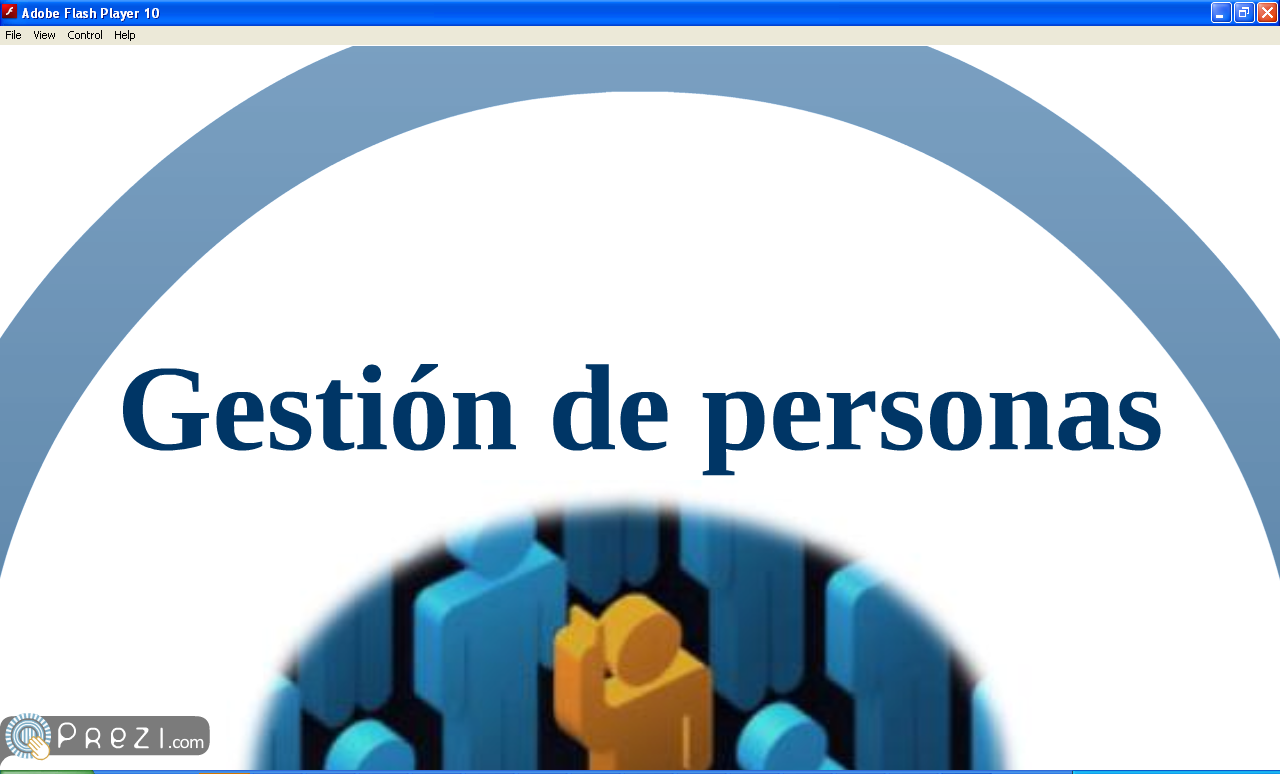 Adobe Flash Player 10
File View Control Help
Gestión de personas
Prezi.com